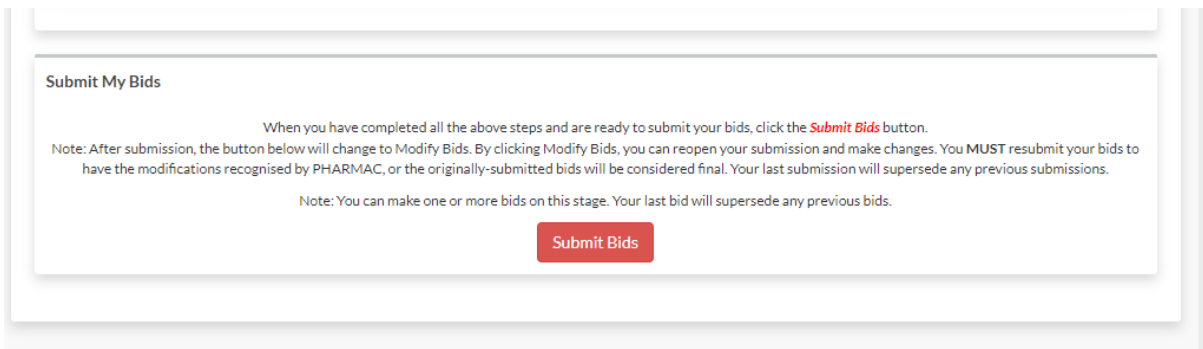 Submit My Bids
When you have completed all the above steps and are ready to submit your bids, click the Submit Bids button.
Note: After submission, the button below will change to Modify Bids. By clicking Modify Bids, you can reopen your submission and make changes. You MUST resubmit your bids to
have the modifications recognised by PHARMAC, or the originally-submitted bids will be considered final. Your last submission will supersede any previous submissions.
Note: You can make one or more bids on this stage. Your last bid will supersede any previous bids.
Submit Bids